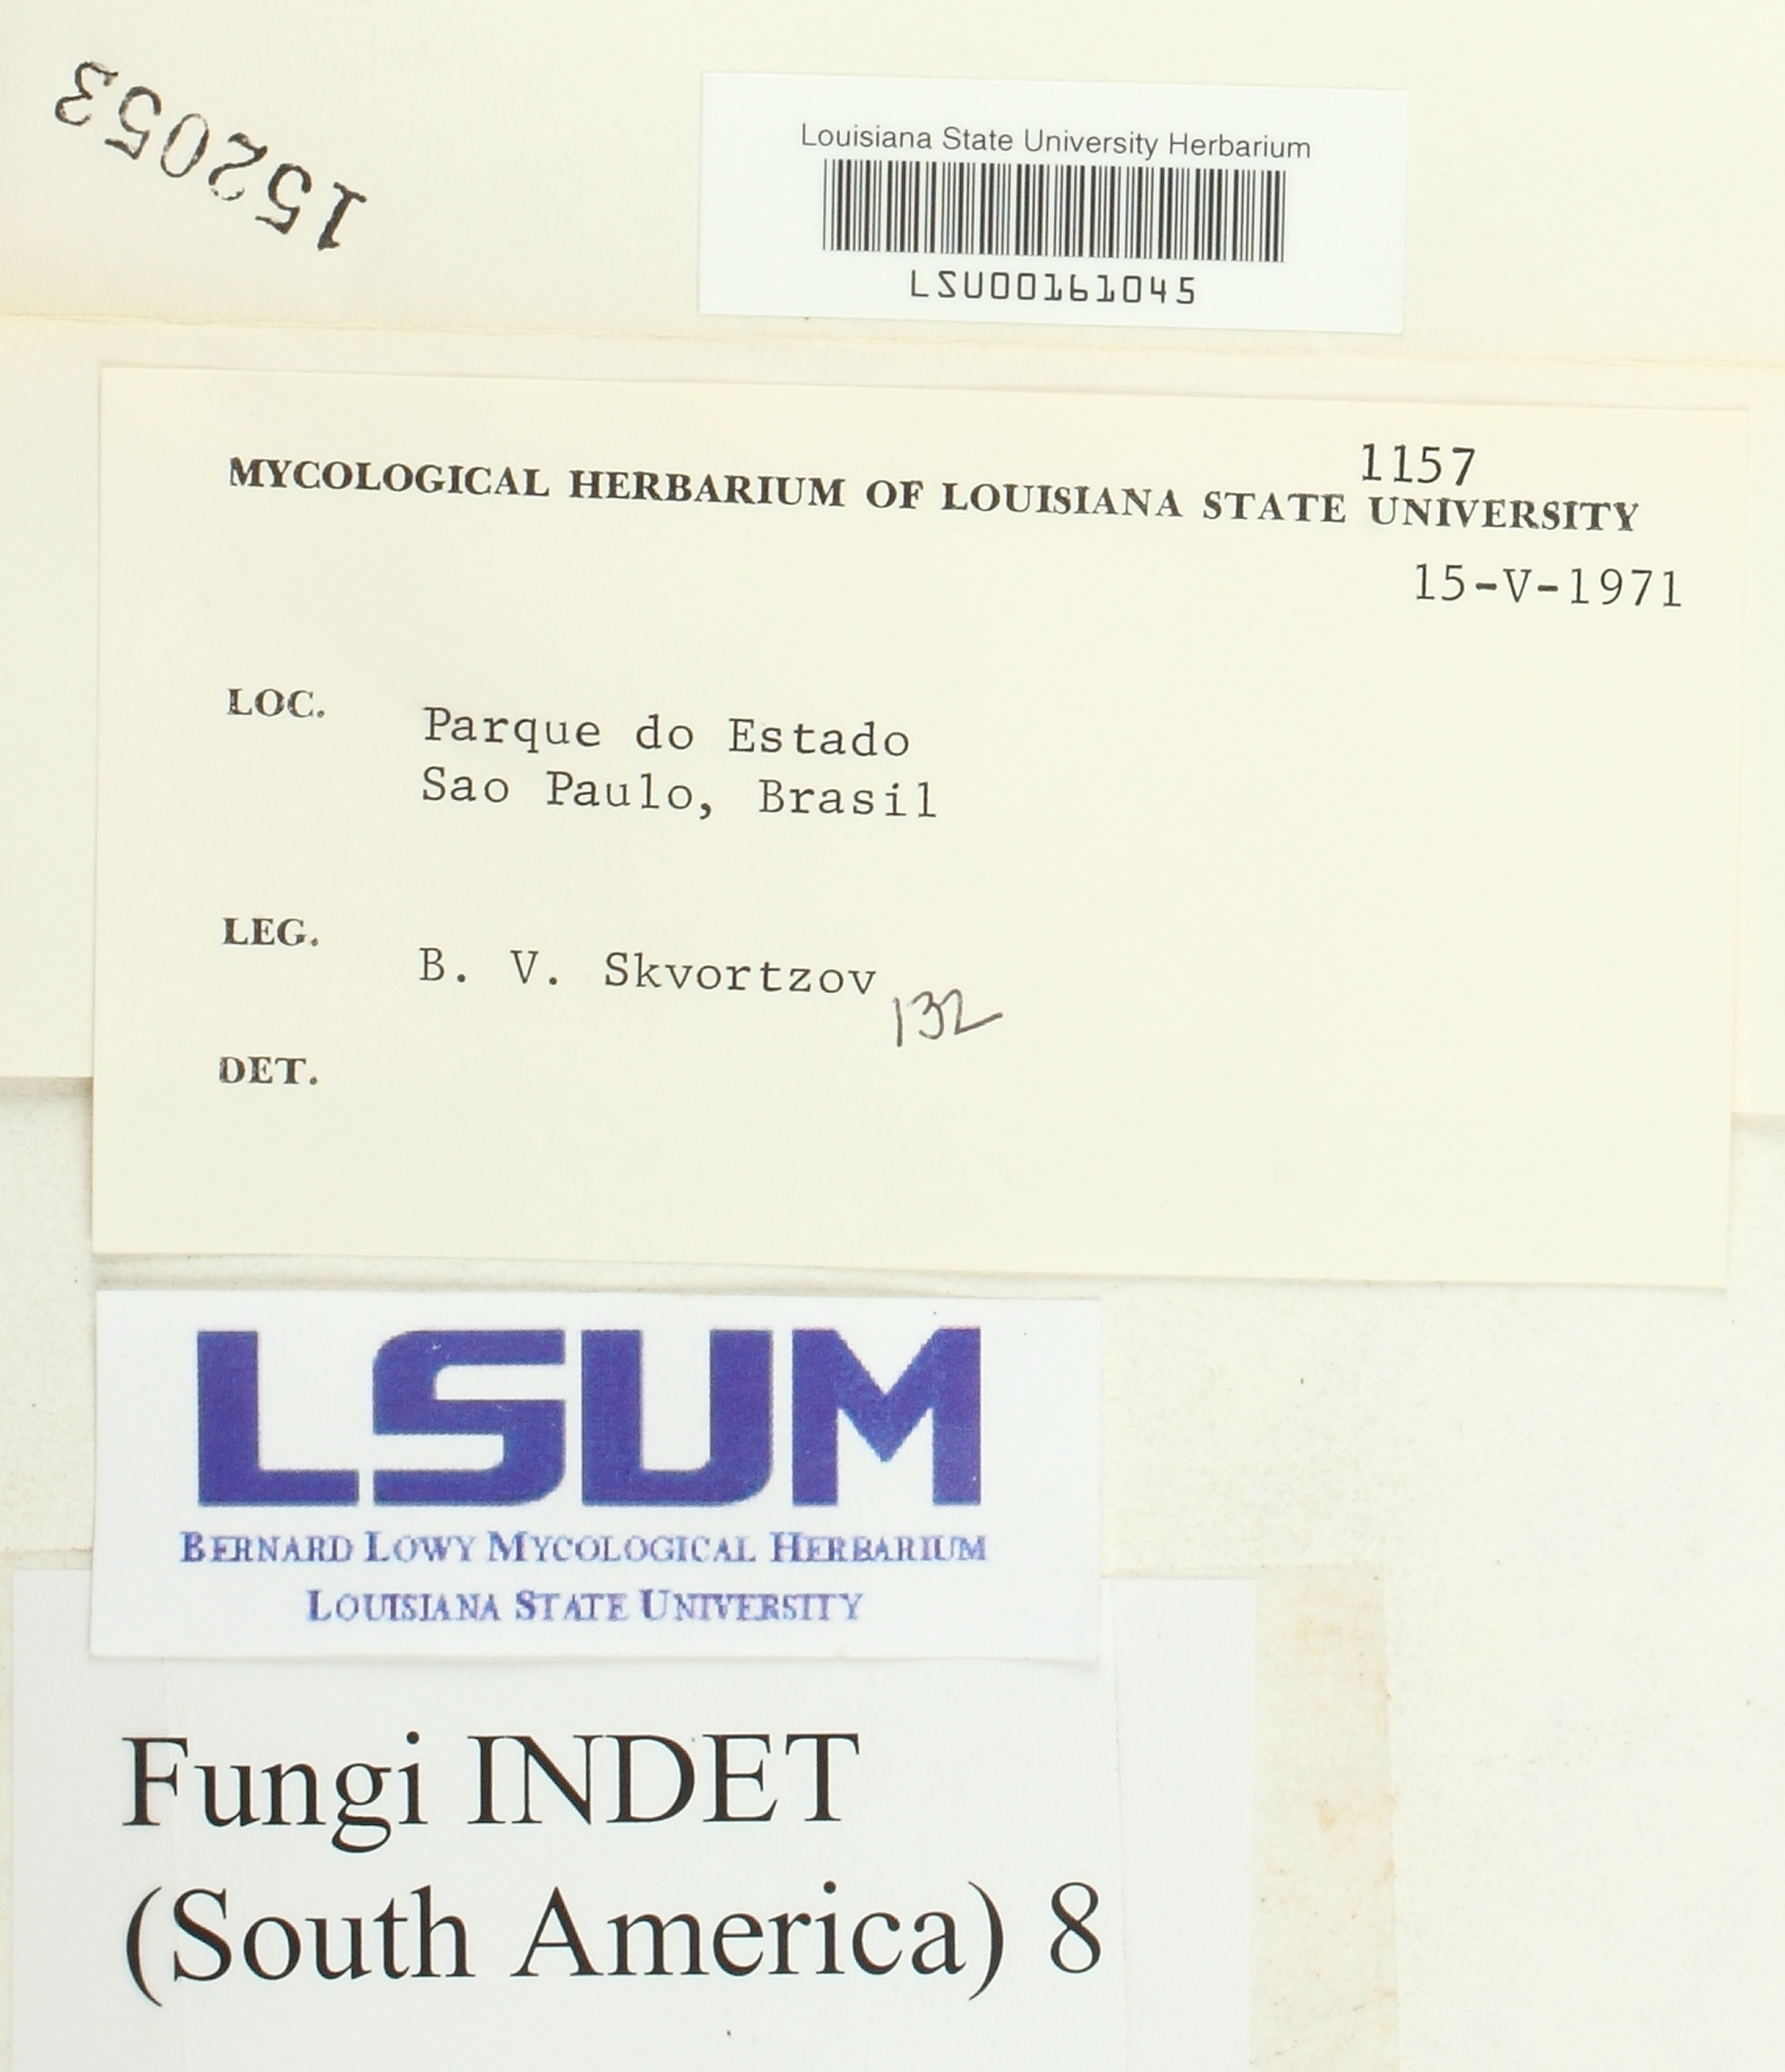 152053
Louisiana State University Herbarium
LSU00161045
1157
MYCOLOGICAL HERBARIUM OF LOUISIANA STATE UNIVERSITY
15-V-1971
LOC.
Parque do Estado
Sao Paulo, Brasil
LEG.
B. V. Skvortzov
132
DET.
LSUM
BERNARD LOWY MYCOLOGICAL HERBARIUM
LOUISIANA STATE UNIVERSITY
Fungi INDET
(South America) 8